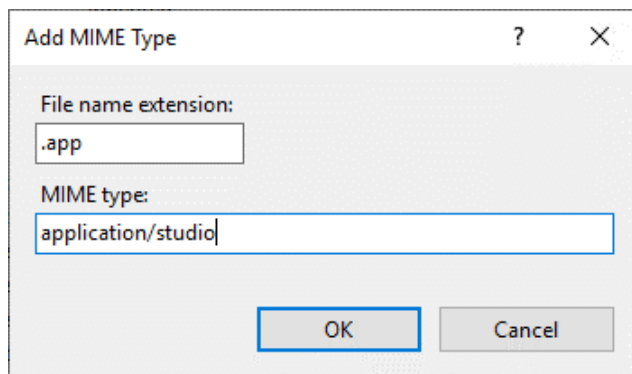 Add MIME Type ?
File name extension:
.app
MIME type:
application/studio
OK Cancel